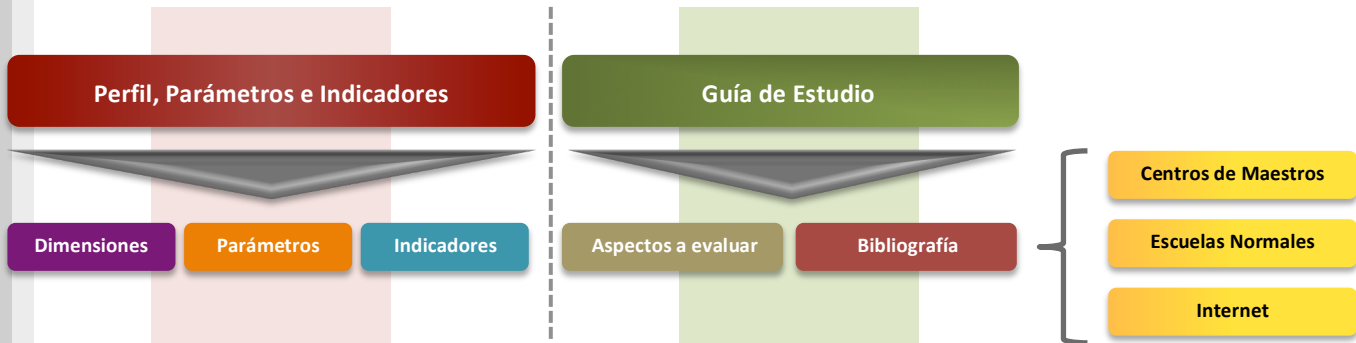 Perfil, Parámetros e Indicadores
Guía de Estudio
Dimensiones
Parámetros
Indicadores
Aspectos a evaluar
Bibliografía
Centros de Maestros
Escuelas Normales
Internet